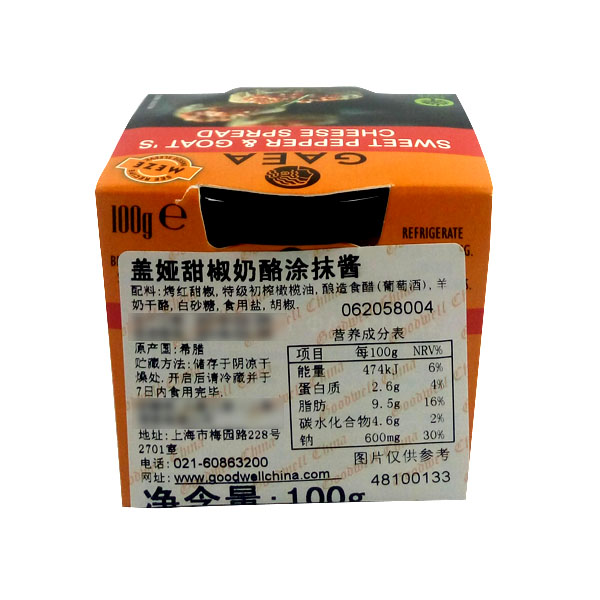 SWEET PEPPER & GOAT'S
CHEESE SPREAD
GAEA
MEZE
100g e
REFRIGERATE
盖娅甜椒奶酪涂抹酱
配料: 烤红甜椒, 特级初榨橄榄油, 酿造食醋(葡萄酒), 羊
奶干酪, 白砂糖, 食用盐, 胡椒.
062058004
营养成分表
项目 每100g NRV%
能量 474kJ 6%
蛋白质 2.6g 4%
脂肪 9.5g 16%
碳水化合物 4.6g 2%
钠 600mg 30%
原产国: 希腊
贮藏方法: 储存于阴凉干
燥处. 开启后请冷藏并于
7日内食用完毕.
地址: 上海市梅园路228号
2701室
电话: 021-60863200
网址: www.goodwellchina.com
图片仅供参考
48100133
净含量: 100g
Goodwell China